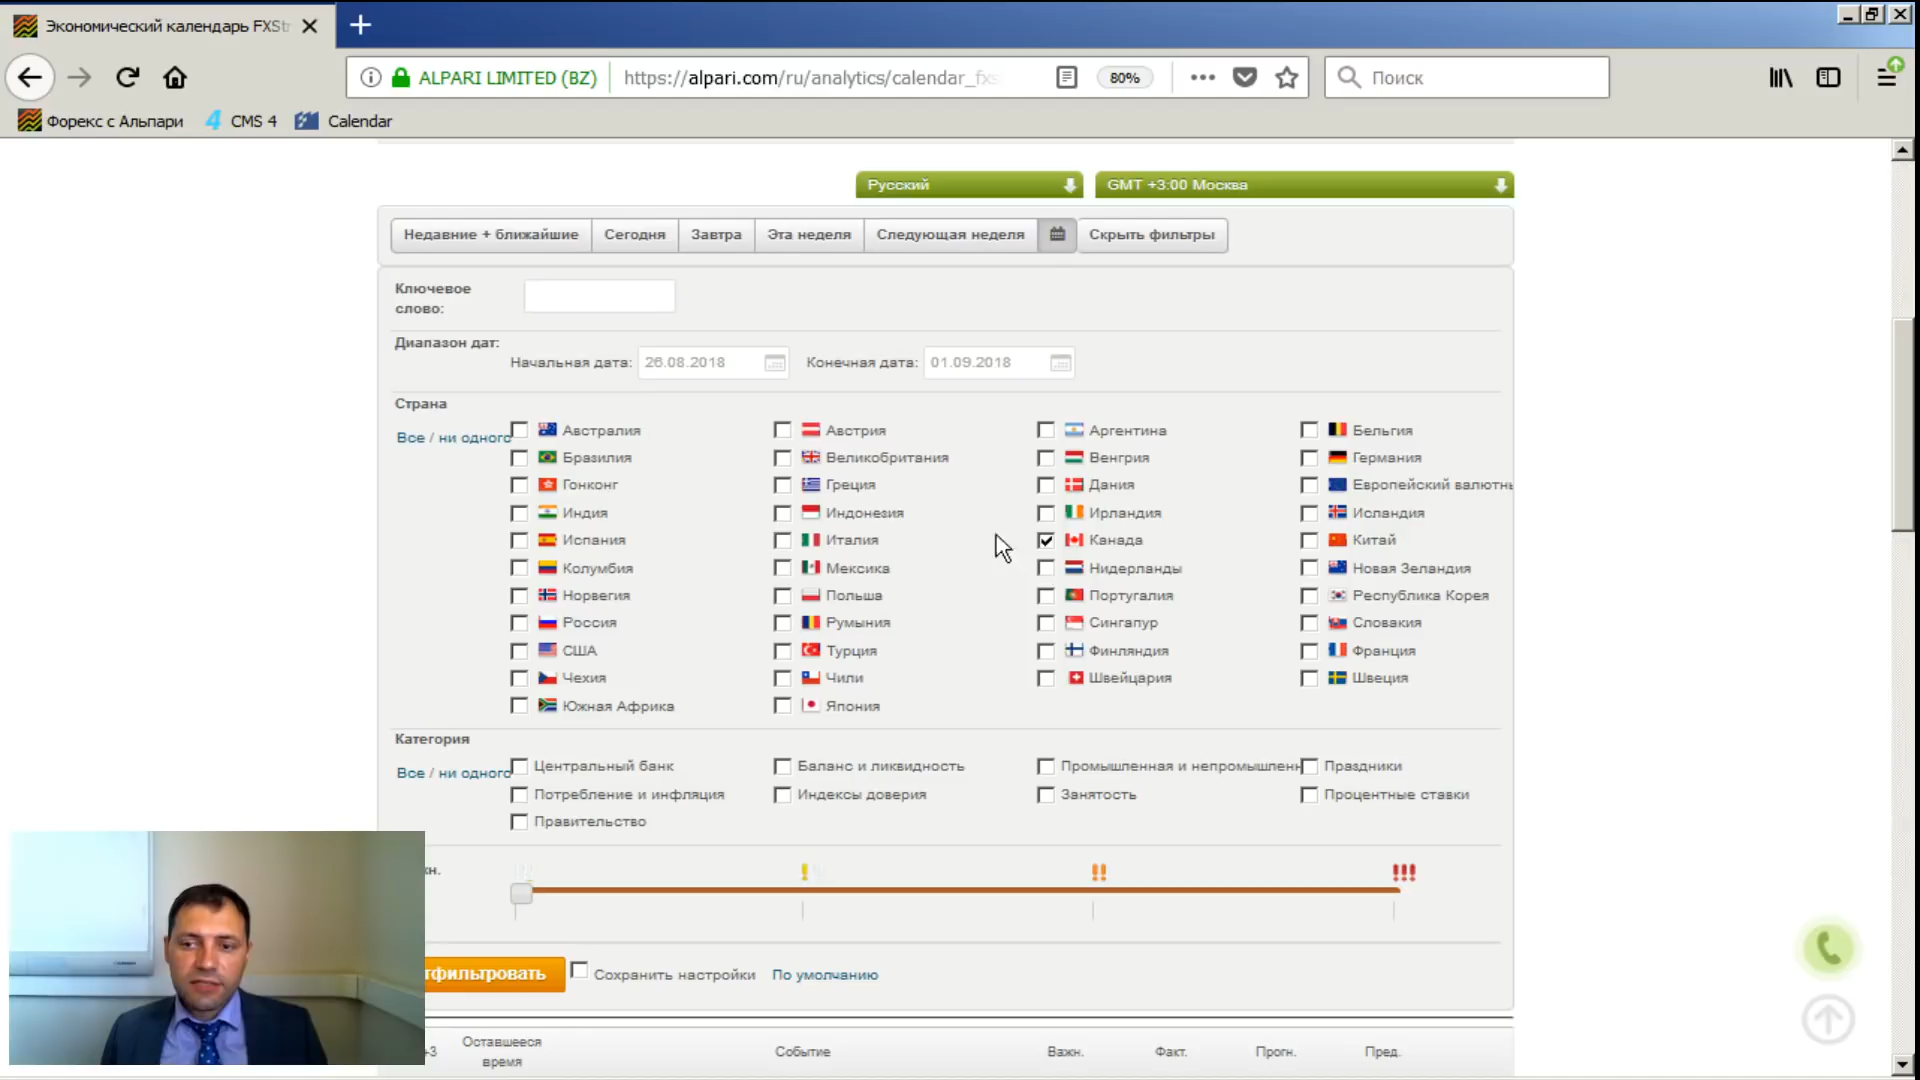 Экономический календарь FXSt
ALPARI LIMITED (BZ) https://alpari.com/ru/analytics/calendar_fxs 80% Поиск
Форекс с Альпари CMS 4 Calendar
Русский GMT +3:00 Москва
Недавние + ближайшие Сегодня Завтра Эта неделя Следующая неделя Скрыть фильтры
Ключевое
слово:
Диапазон дат:
Начальная дата: 26.08.2018 Конечная дата: 01.09.2018
Страна
Все / ни одного
Австралия Австрия Аргентина Бельгия
Бразилия Великобритания Венгрия Германия
Гонконг Греция Дания Европейский валютнь
Индия Индонезия Ирландия Исландия
Испания Италия Канада Китай
Колумбия Мексика Нидерланды Новая Зеландия
Норвегия Польша Португалия Республика Корея
Россия Румыния Сингапур Словакия
США Турция Финляндия Франция
Чехия Чили Швейцария Швеция
Южная Африка Япония
Категория
Все / ни одного
Центральный банк Баланс и ликвидность Промышленная и непромышленн Праздники
Потребление и инфляция Индексы доверия Занятость Процентные ставки
Правительство
кн.
! !! !!!
тфильтровать Сохранить настройки По умолчанию
+3 Оставшееся
время
Событие Важн. Факт. Прогн. Пред.